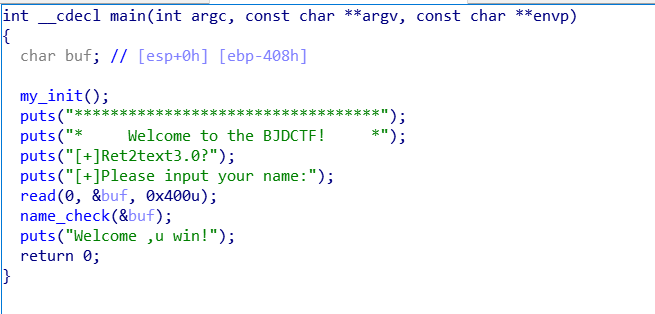 int __cdecl main(int argc, const char **argv, const char **envp)
{
  char buf; // [esp+0h] [ebp-408h]

  my_init();
  puts("**********************************");
  puts("*     Welcome to the BJDCTF!     *");
  puts("[+]Ret2text3.0?");
  puts("[+]Please input your name:");
  read(0, &buf, 0x400u);
  name_check(&buf);
  puts("Welcome ,u win!");
  return 0;
}